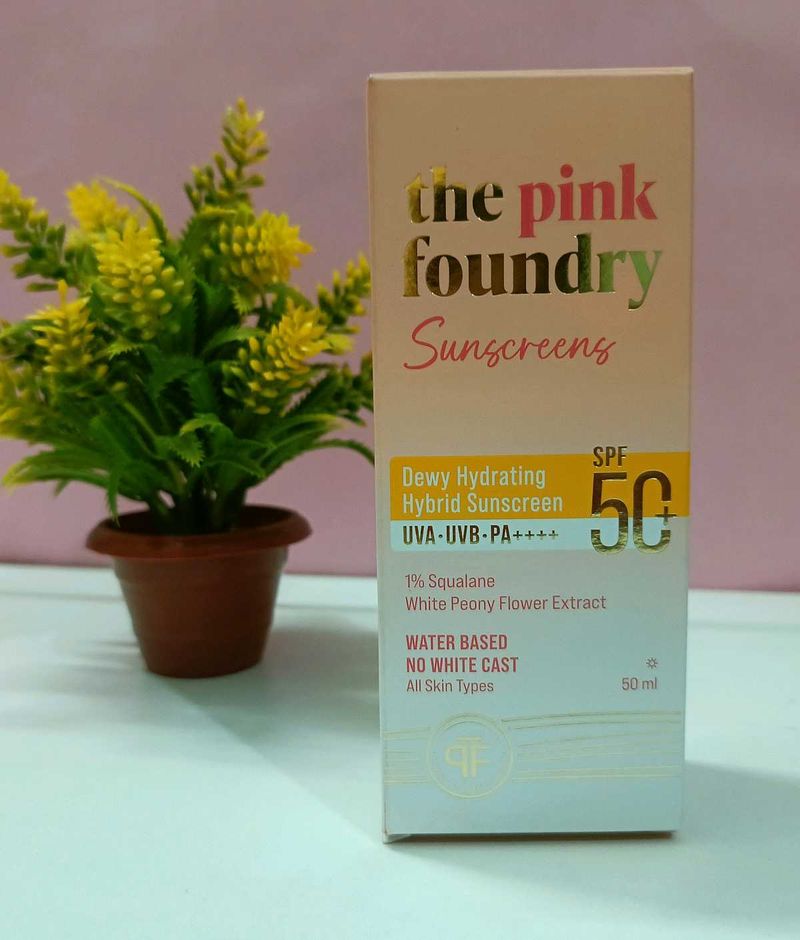 the pink
foundry
Sunscreens
SPF
50+
Dewy Hydrating
Hybrid Sunscreen
UVA·UVB·PA++++
1% Squalane
White Peony Flower Extract
WATER BASED
NO WHITE CAST
All Skin Types
50 ml